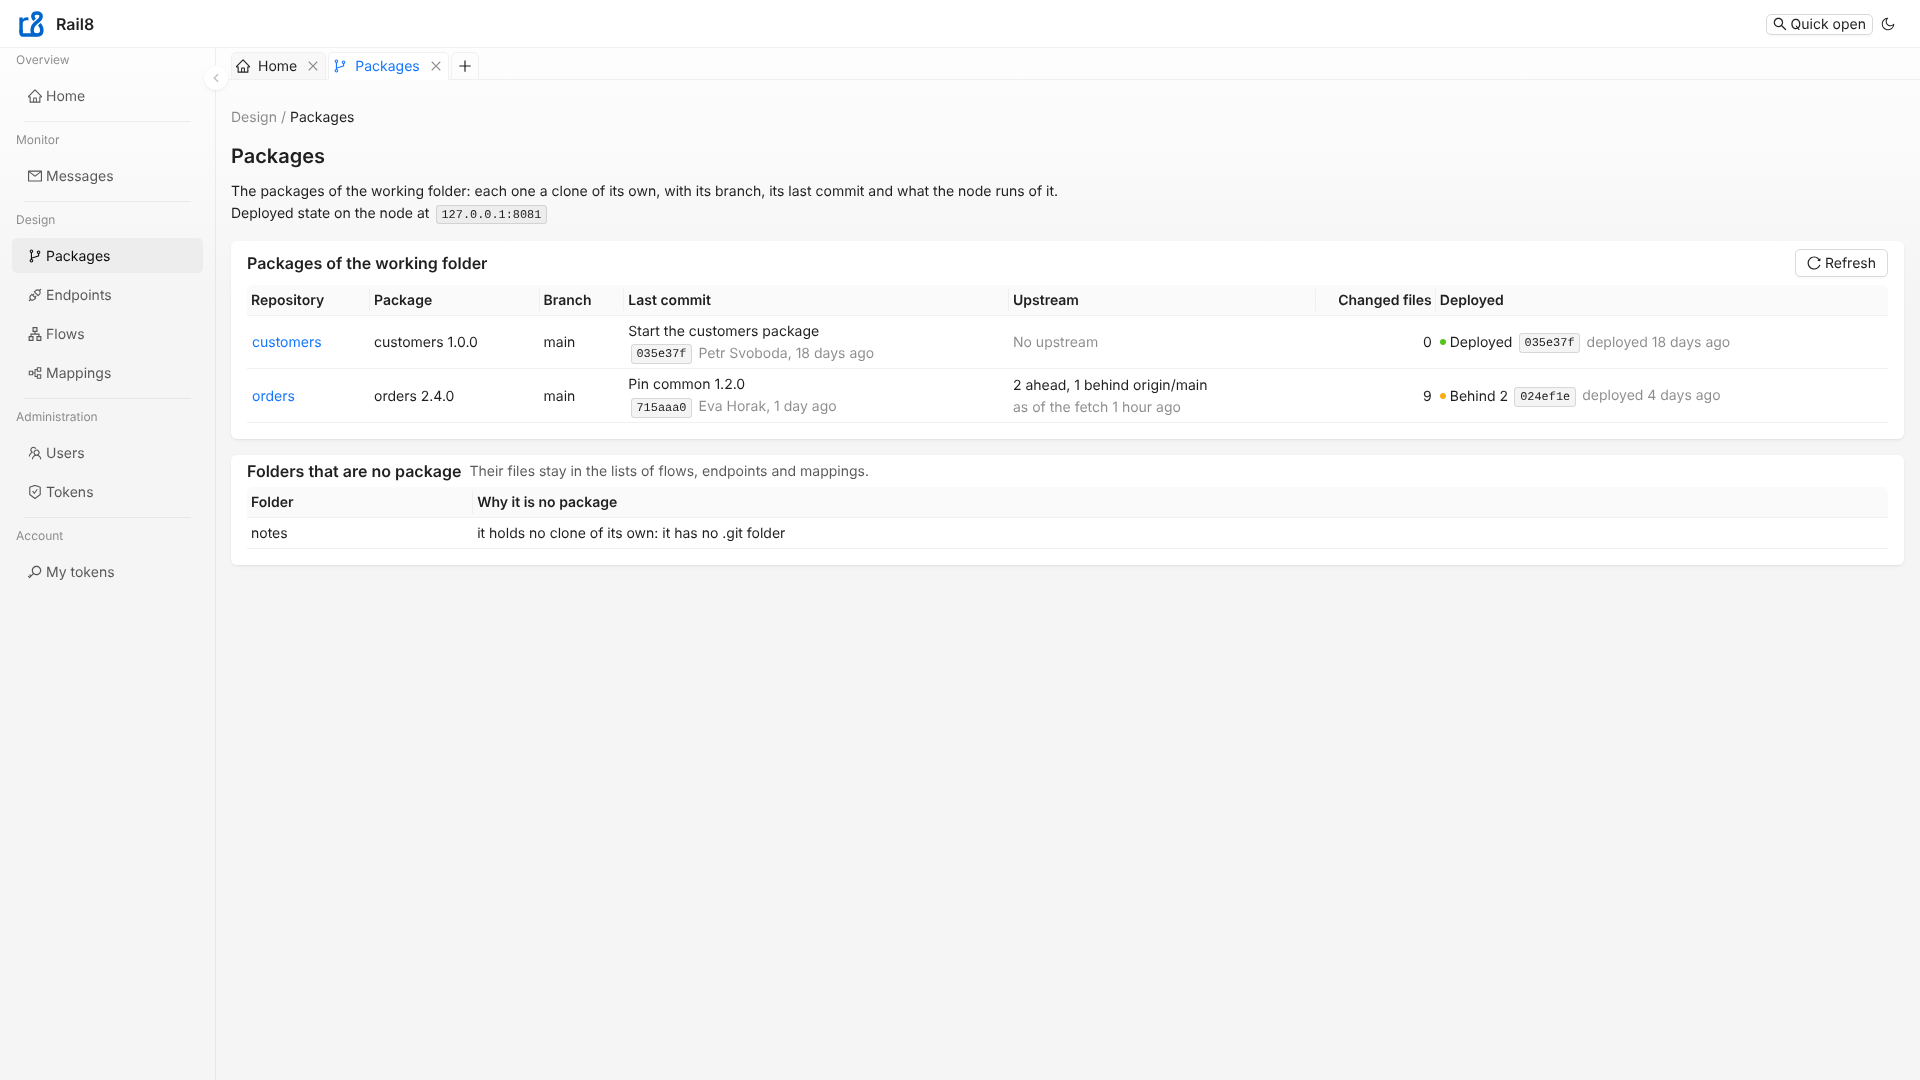 Rail8
Quick open
Overview
Home
Monitor
Messages
Design
Packages
Endpoints
Flows
Mappings
Administration
Users
Tokens
Account
My tokens
Home
Packages
Design / Packages
Packages
The packages of the working folder: each one a clone of its own, with its branch, its last commit and what the node runs of it.
Deployed state on the node at 127.0.0.1:8081
Packages of the working folder
Refresh
Repository Package Branch Last commit Upstream Changed files Deployed
customers customers 1.0.0 main Start the customers package
035e37f Petr Svoboda, 18 days ago No upstream 0 Deployed 035e37f deployed 18 days ago
orders orders 2.4.0 main Pin common 1.2.0
715aaa0 Eva Horak, 1 day ago 2 ahead, 1 behind origin/main
as of the fetch 1 hour ago 9 Behind 2 024ef1e deployed 4 days ago
Folders that are no package Their files stay in the lists of flows, endpoints and mappings.
Folder Why it is no package
notes it holds no clone of its own: it has no .git folder